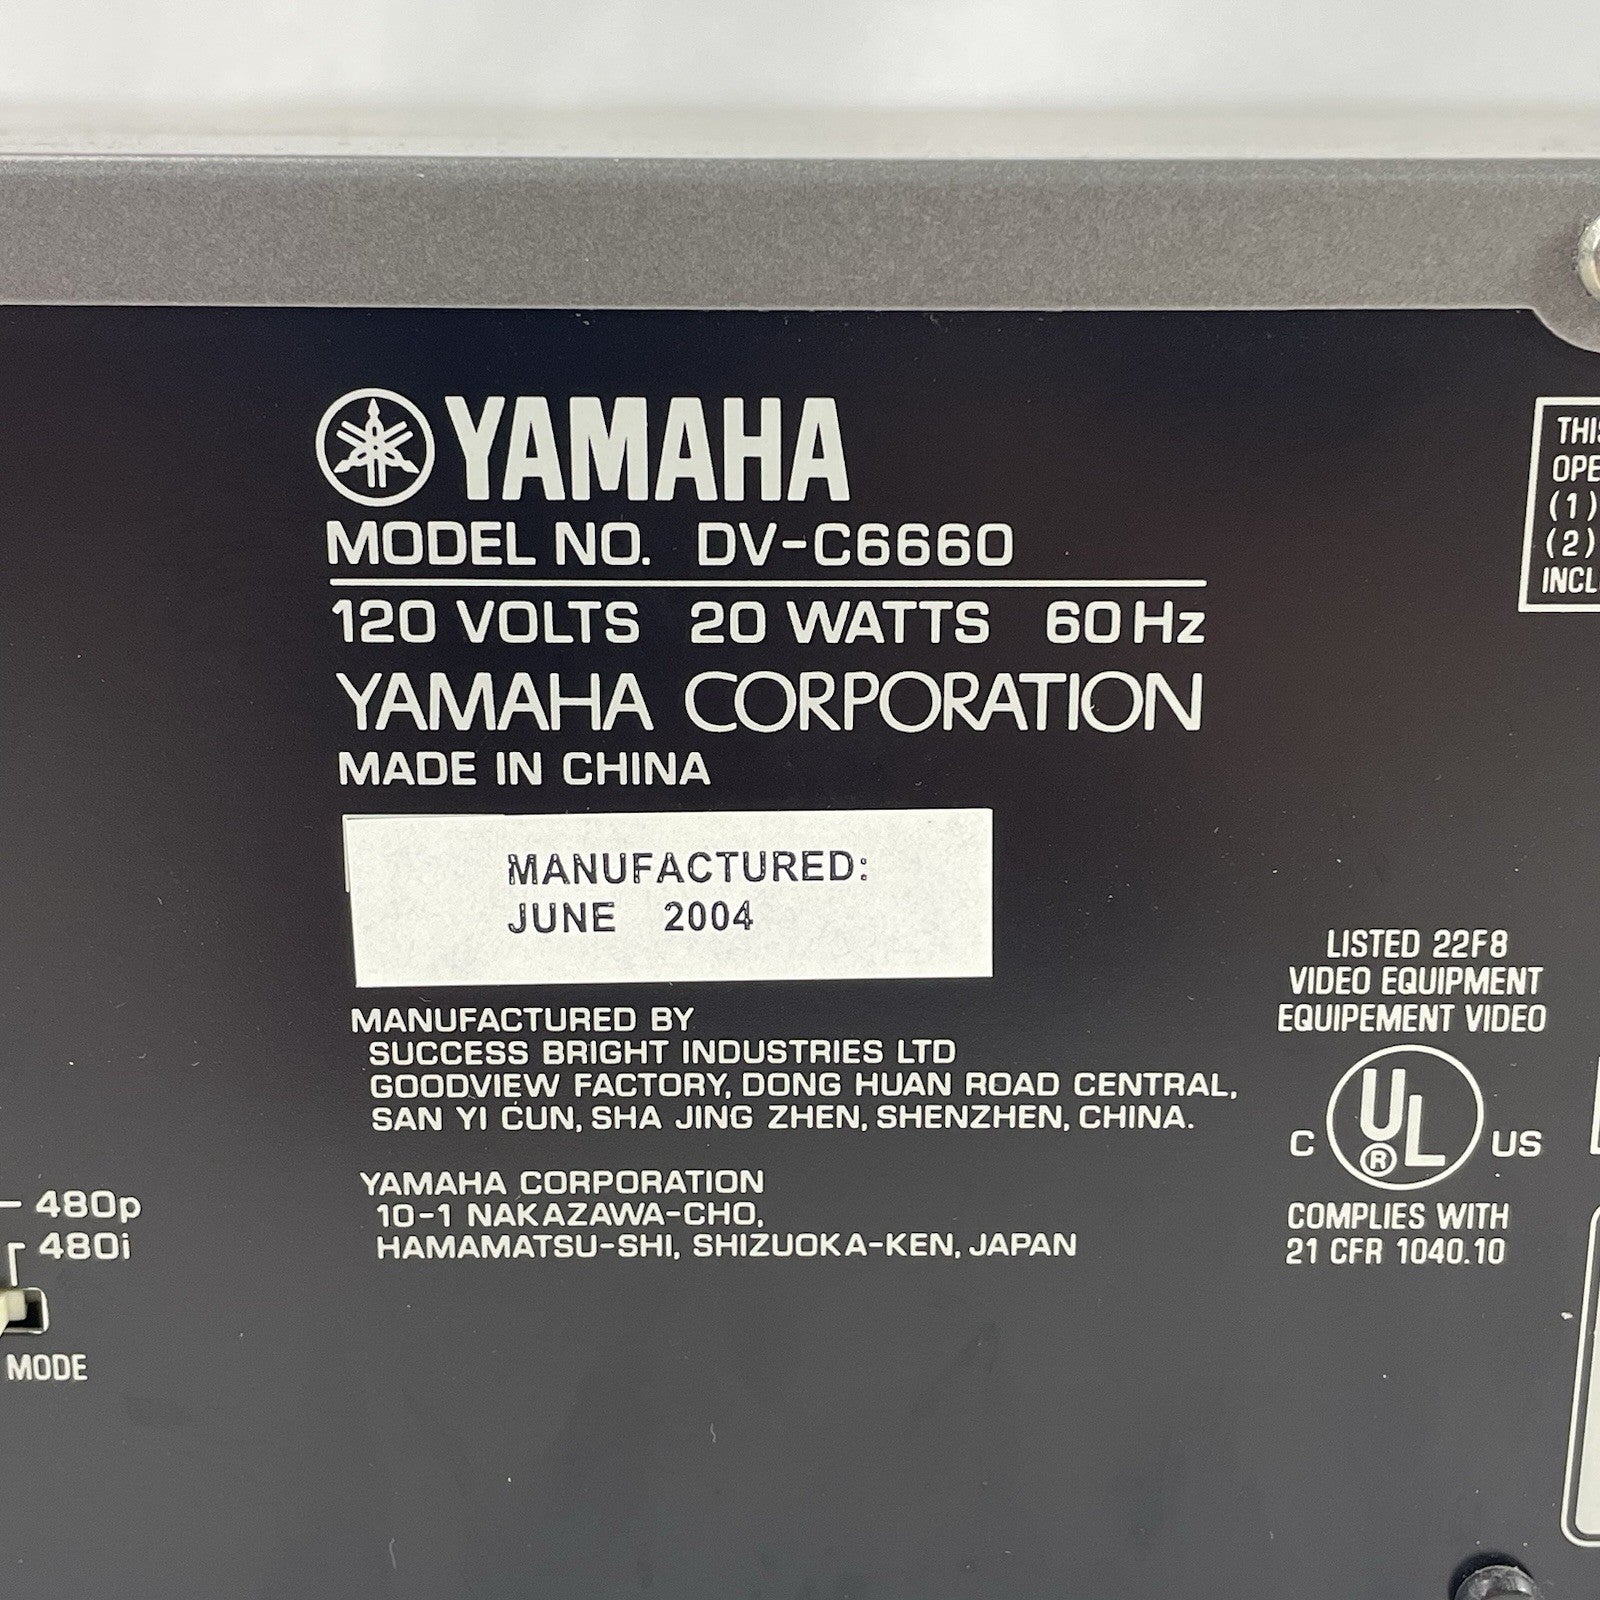 YAMAHA
MODEL NO. DV-C6660
120 VOLTS 20 WATTS 60Hz
YAMAHA CORPORATION
MADE IN CHINA
MANUFACTURED:
JUNE 2004
MANUFACTURED BY
SUCCESS BRIGHT INDUSTRIES LTD
GOODVIEW FACTORY, DONG HUAN ROAD CENTRAL,
SAN YI CUN, SHA JING ZHEN, SHENZHEN, CHINA.
YAMAHA CORPORATION
10-1 NAKAZAWA-CHO,
HAMAMATSU-SHI, SHIZUOKA-KEN, JAPAN
LISTED 22F8
VIDEO EQUIPMENT
EQUIPEMENT VIDEO
C UL ® US
COMPLIES WITH
21 CFR 1040.10
480p
480i
MODE
(1)
(2)